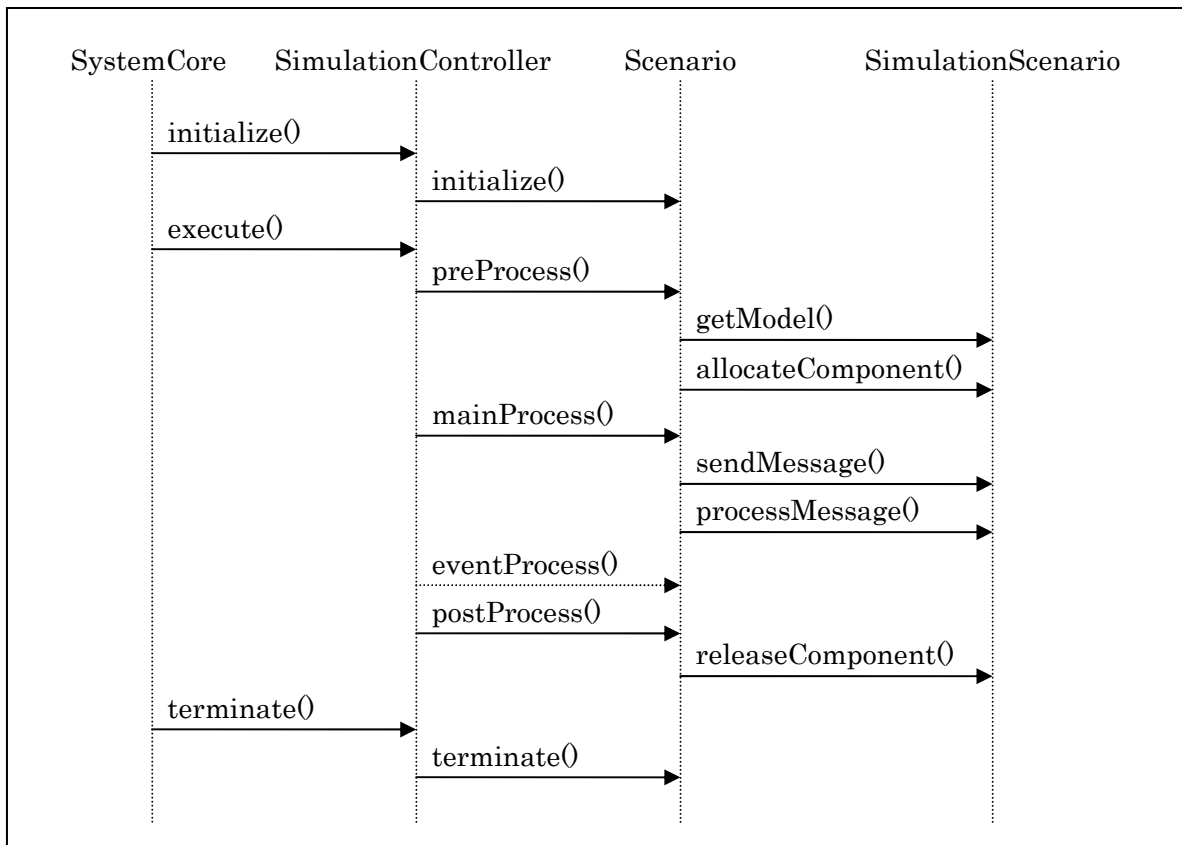 SystemCore SimulationController Scenario SimulationScenario
initialize()
initialize()
execute()
preProcess()
getModel()
allocateComponent()
mainProcess()
sendMessage()
processMessage()
eventProcess()
postProcess()
releaseComponent()
terminate()
terminate()